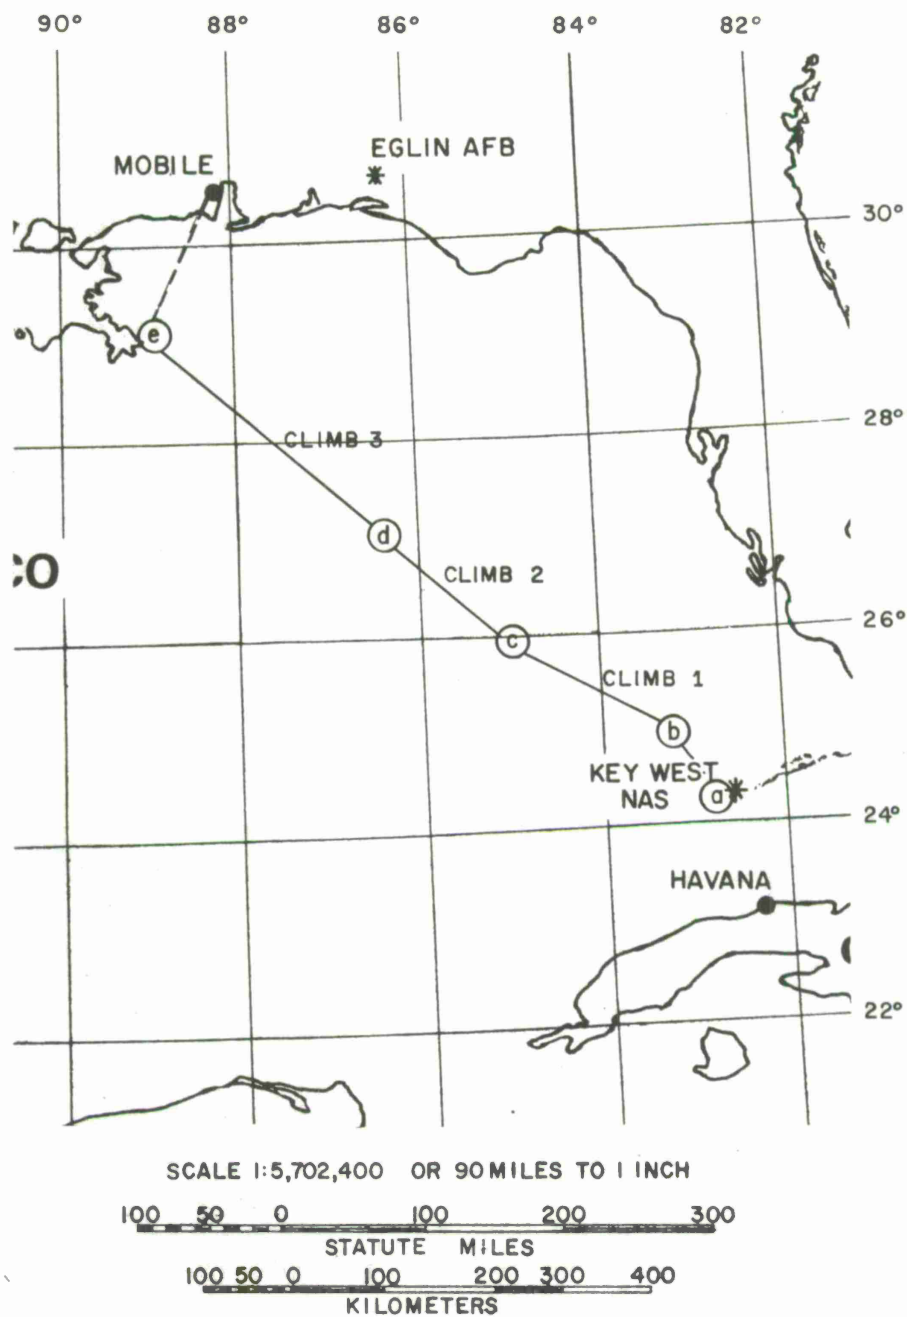 90° 88° 86° 84° 82°
EGLIN AFB
MOBILE
30°
e
28°
CLIMB 3
d
CO
CLIMB 2
26°
c
CLIMB 1
b
KEY WEST
NAS
a
24°
HAVANA
22°
SCALE 1:5,702,400 OR 90 MILES TO 1 INCH
100 50 0 100 200 300
STATUTE MILES
100 50 0 100 200 300 400
KILOMETERS